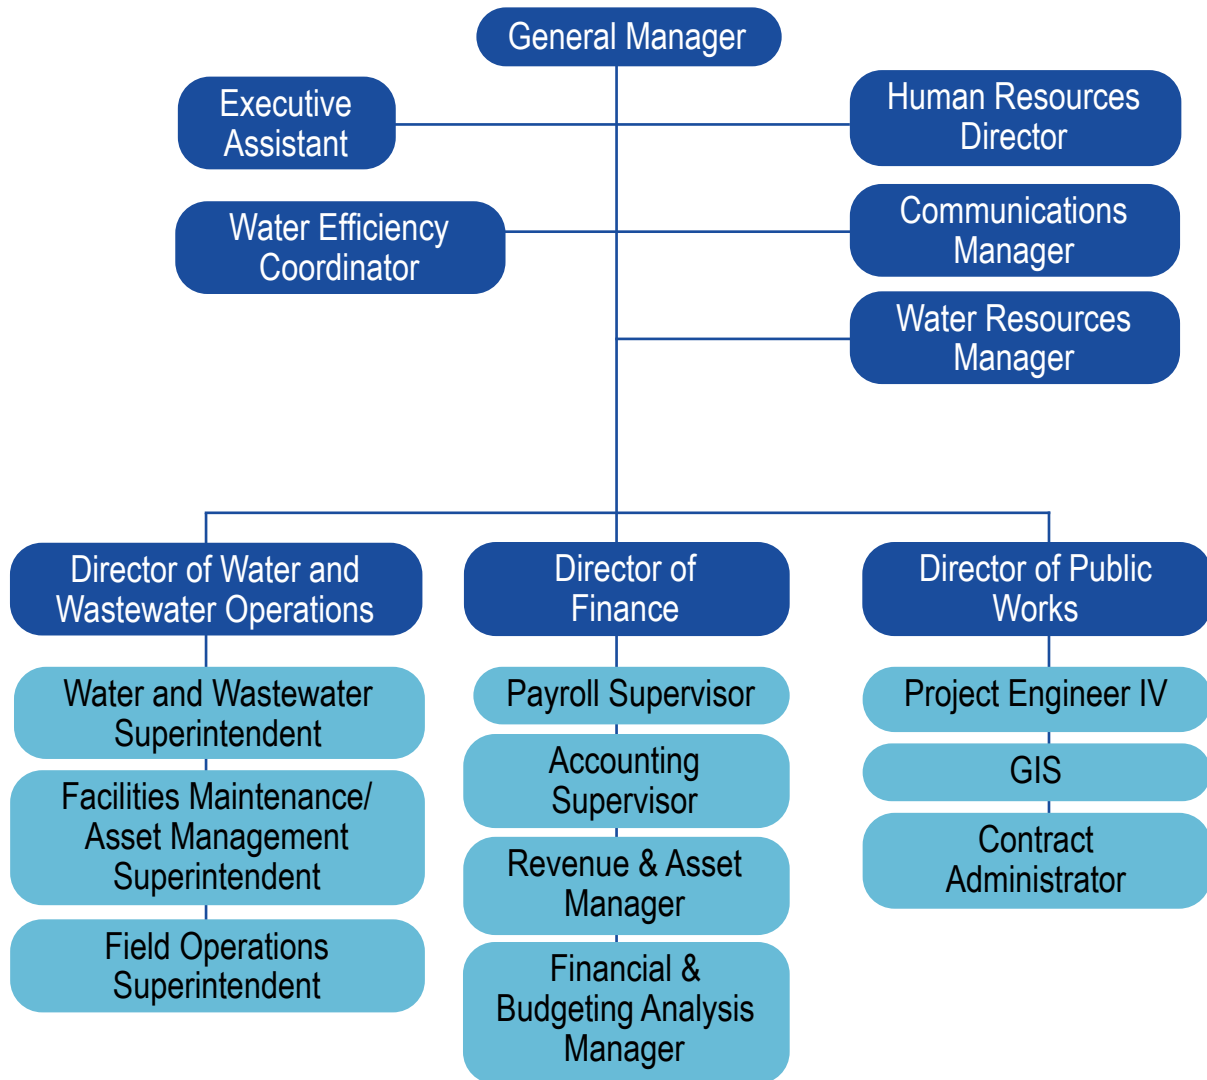 General Manager
Executive
Assistant
Human Resources
Director
Water Efficiency
Coordinator
Communications
Manager
Water Resources
Manager
Director of Water and
Wastewater Operations
Water and Wastewater
Superintendent
Facilities Maintenance/
Asset Management
Superintendent
Field Operations
Superintendent
Director of
Finance
Payroll Supervisor
Accounting
Supervisor
Revenue & Asset
Manager
Financial &
Budgeting Analysis
Manager
Director of Public
Works
Project Engineer IV
GIS
Contract
Administrator